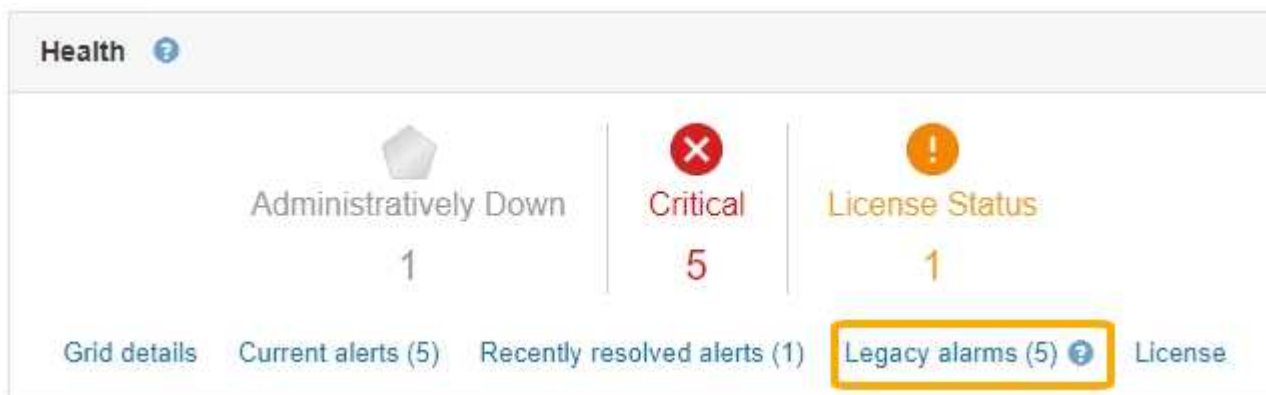 Health ?
Administratively Down Critical License Status
1 5 1
Grid details Current alerts (5) Recently resolved alerts (1) Legacy alarms (5) ? License